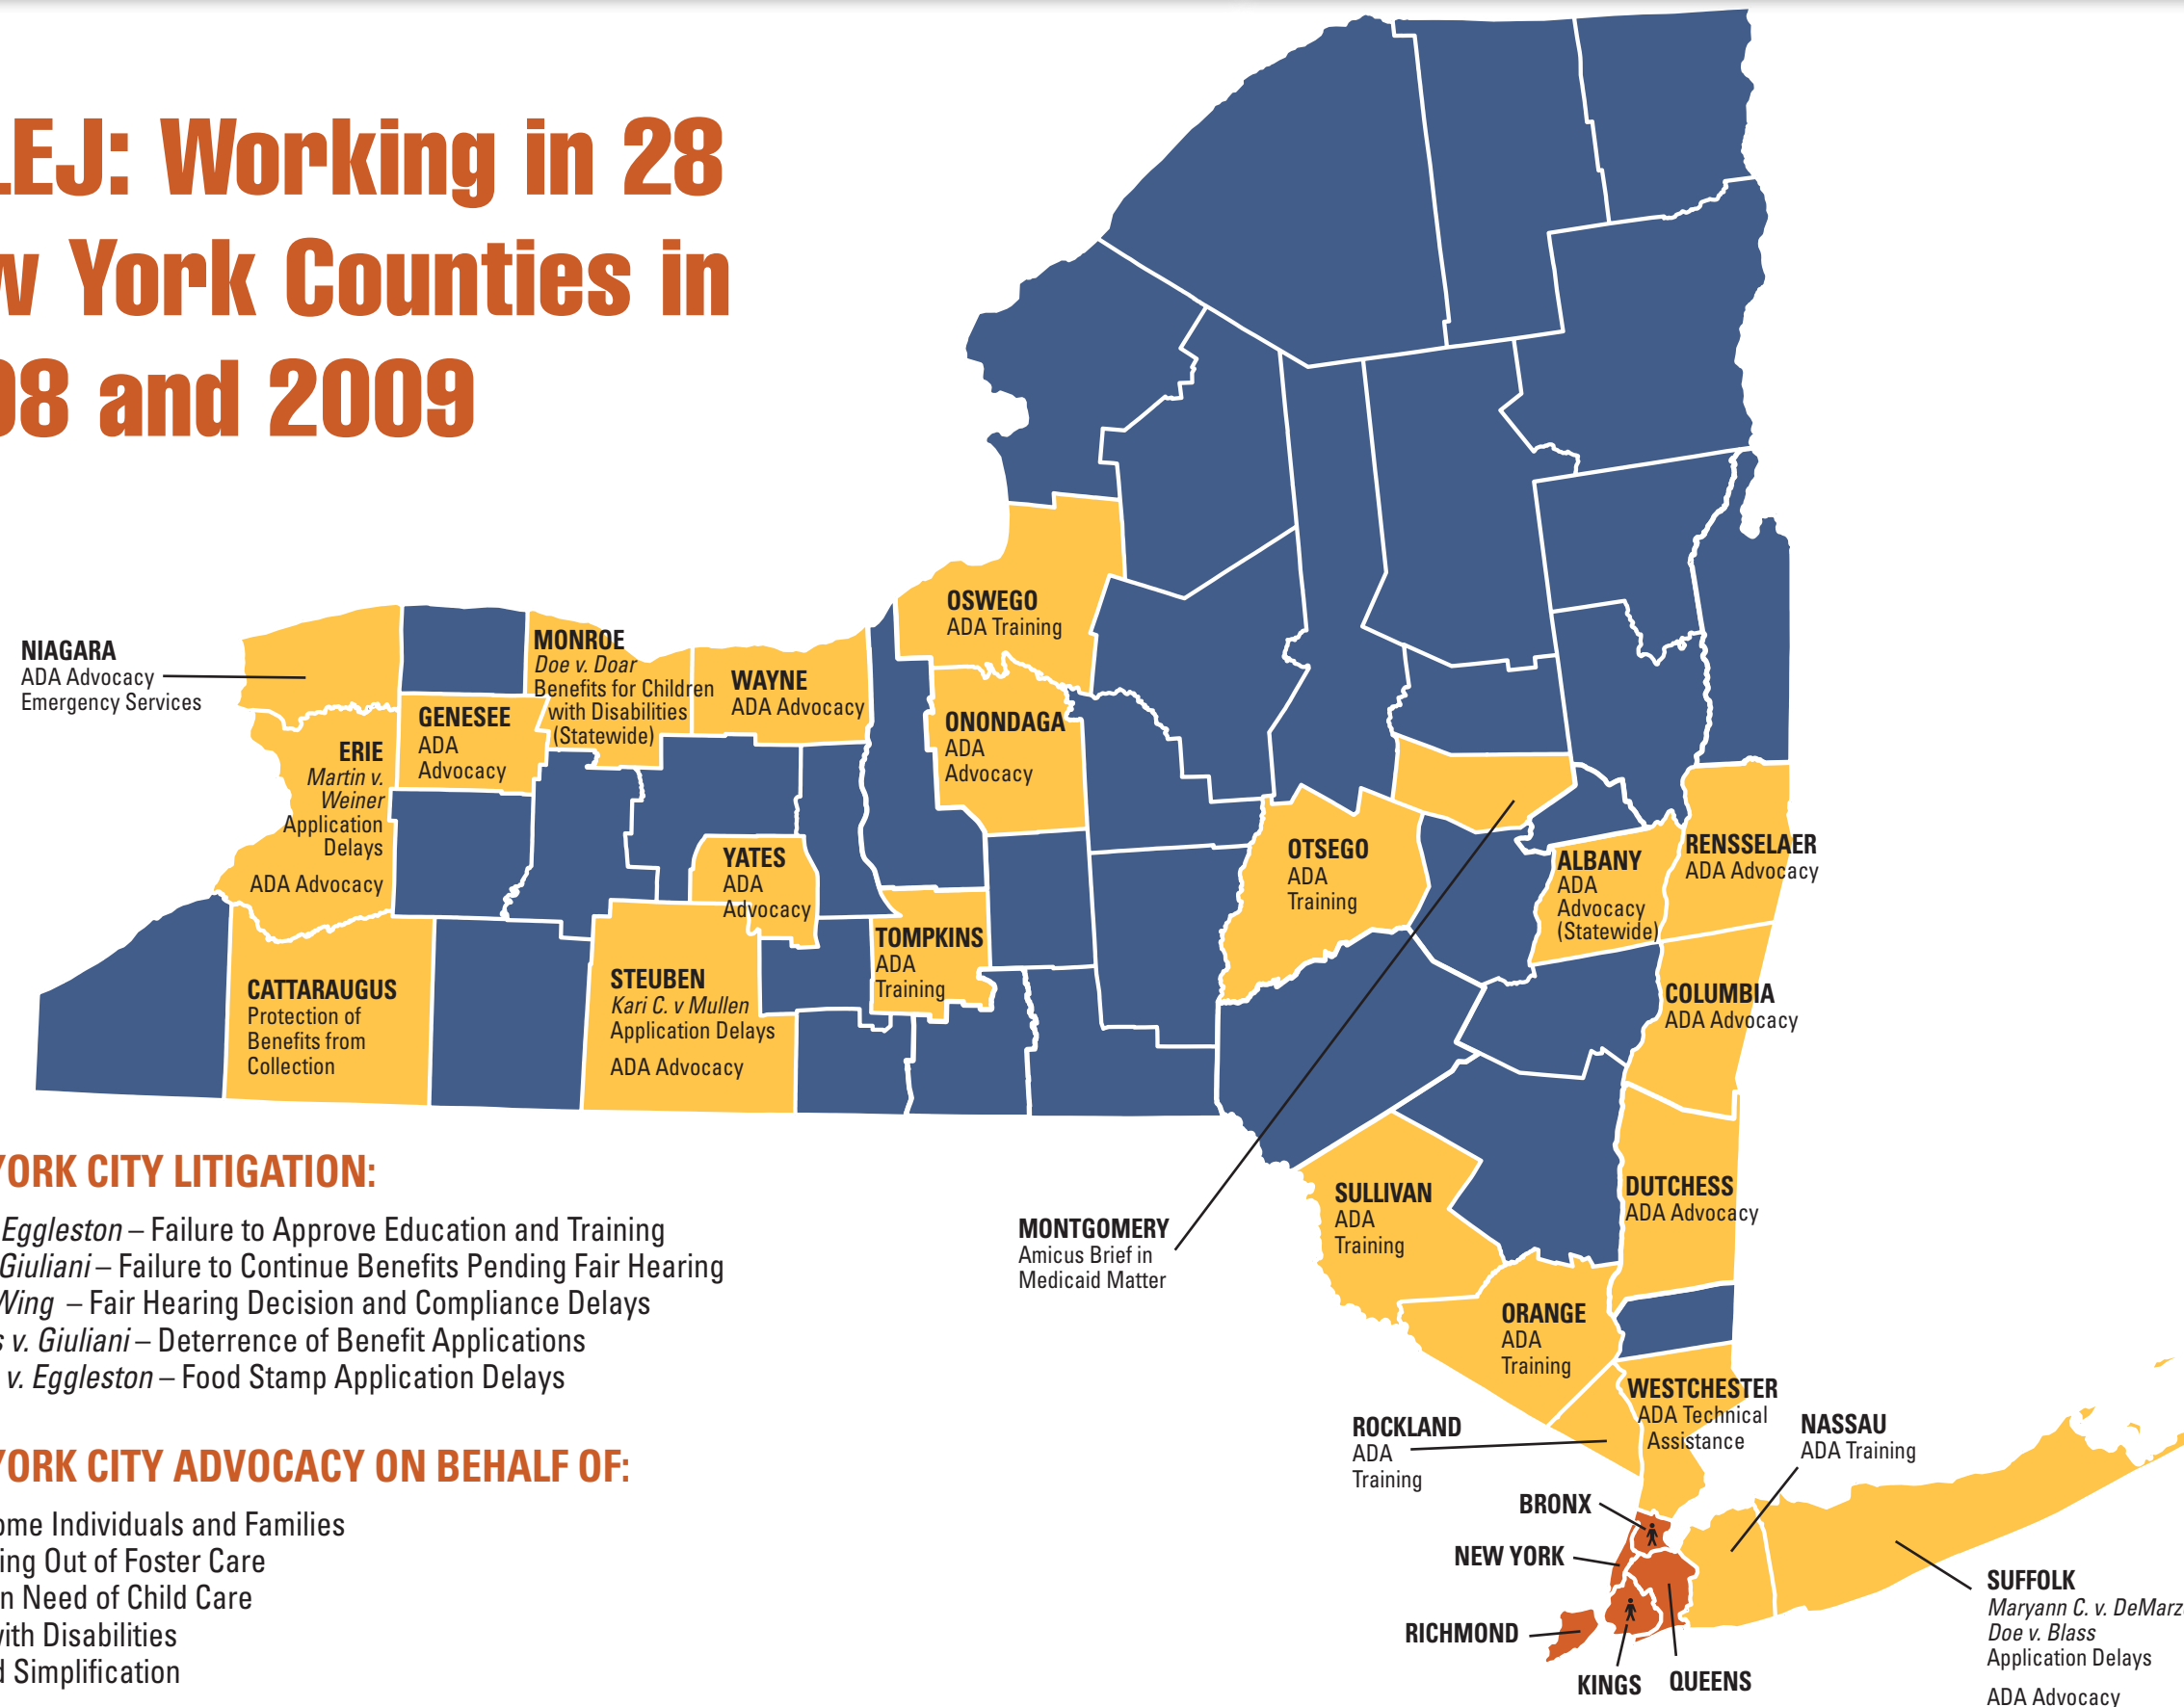 LEJ: Working in 28
w York Counties in
08 and 2009
NIAGARA
ADA Advocacy
Emergency Services
ERIE
Martin v.
Weiner
Application
Delays
ADA Advocacy
GENESEE
ADA
Advocacy
MONROE
Doe v. Doar
Benefits for Children
with Disabilities
(Statewide)
WAYNE
ADA Advocacy
OSWEGO
ADA Training
ONONDAGA
ADA
Advocacy
YATES
ADA
Advocacy
CATTARAUGUS
Protection of
Benefits from
Collection
STEUBEN
Kari C. v Mullen
Application Delays
ADA Advocacy
TOMPKINS
ADA
Training
OTSEGO
ADA
Training
ALBANY
ADA
Advocacy
(Statewide)
RENSSELAER
ADA Advocacy
COLUMBIA
ADA Advocacy
MONTGOMERY
Amicus Brief in
Medicaid Matter
SULLIVAN
ADA
Training
DUTCHESS
ADA Advocacy
ORANGE
ADA
Training
WESTCHESTER
ADA Technical
Assistance
ROCKLAND
ADA
Training
NASSAU
ADA Training
BRONX
NEW YORK
RICHMOND
KINGS
QUEENS
SUFFOLK
Maryann C. v. DeMarz
Doe v. Blass
Application Delays
ADA Advocacy
YORK CITY LITIGATION:
Eggleston – Failure to Approve Education and Training
Giuliani – Failure to Continue Benefits Pending Fair Hearing
Wing – Fair Hearing Decision and Compliance Delays
s v. Giuliani – Deterrence of Benefit Applications
v. Eggleston – Food Stamp Application Delays
YORK CITY ADVOCACY ON BEHALF OF:
ome Individuals and Families
ing Out of Foster Care
n Need of Child Care
with Disabilities
d Simplification